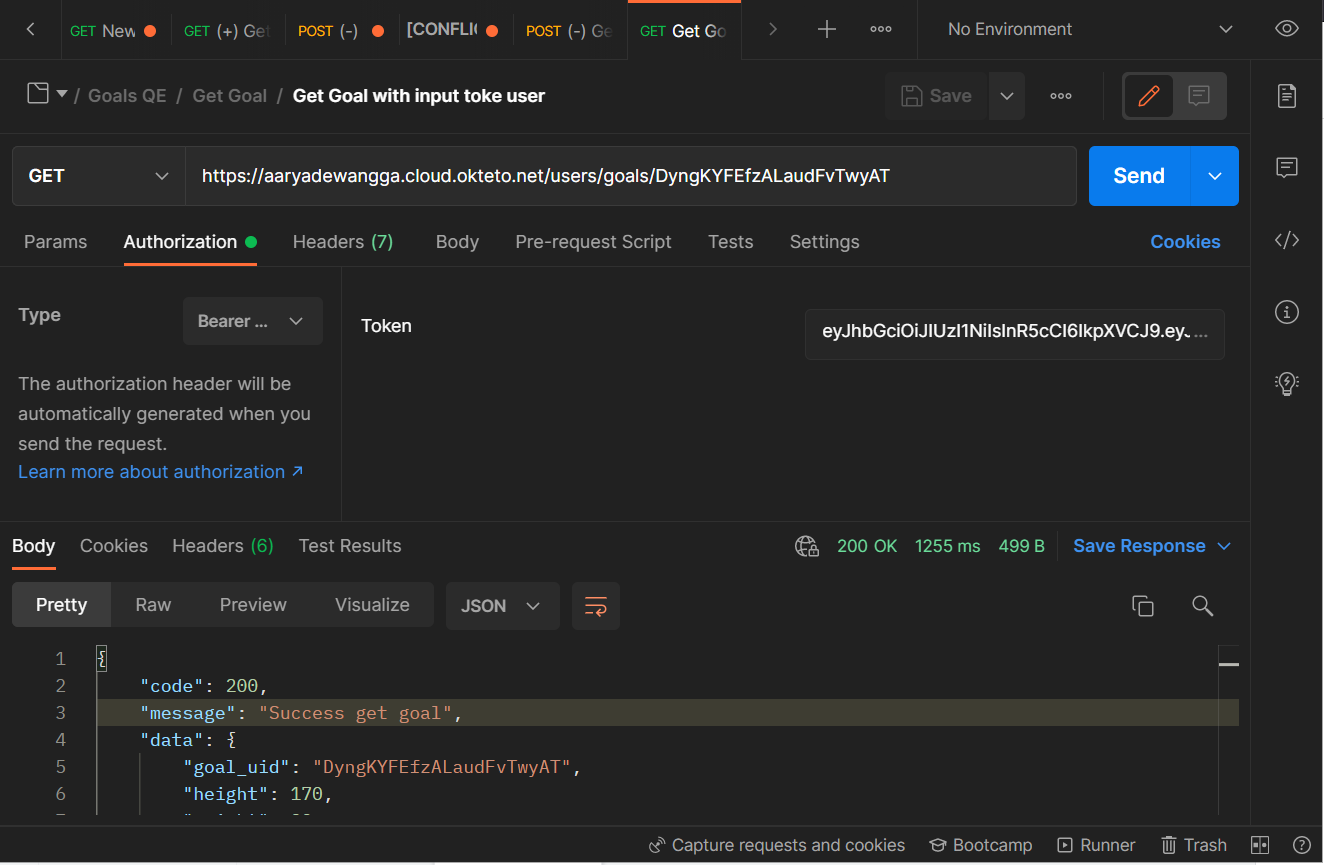 GET New
GET (+) Get
POST (-)
[CONFLIC
POST (-) Ge
GET Get Go
No Environment
/ Goals QE / Get Goal / Get Goal with input toke user
Save
GET
https://aaryadewangga.cloud.okteto.net/users/goals/DyngKYFEfzALaudFvTwyAT
Send
Params
Authorization
Headers (7)
Body
Pre-request Script
Tests
Settings
Cookies
Type
Bearer ...
Token
eyJhbGciOiJIUzI1NiIsInR5cCI6IkpXVCJ9.eyJ...
The authorization header will be
automatically generated when you
send the request.
Learn more about authorization ↗
Body
Cookies
Headers (6)
Test Results
200 OK
1255 ms
499 B
Save Response
Pretty
Raw
Preview
Visualize
JSON
1 {
2 "code": 200,
3 "message": "Success get goal",
4 "data": {
5 "goal_uid": "DyngKYFEfzALaudFvTwyAT",
6 "height": 170,
Capture requests and cookies
Bootcamp
Runner
Trash